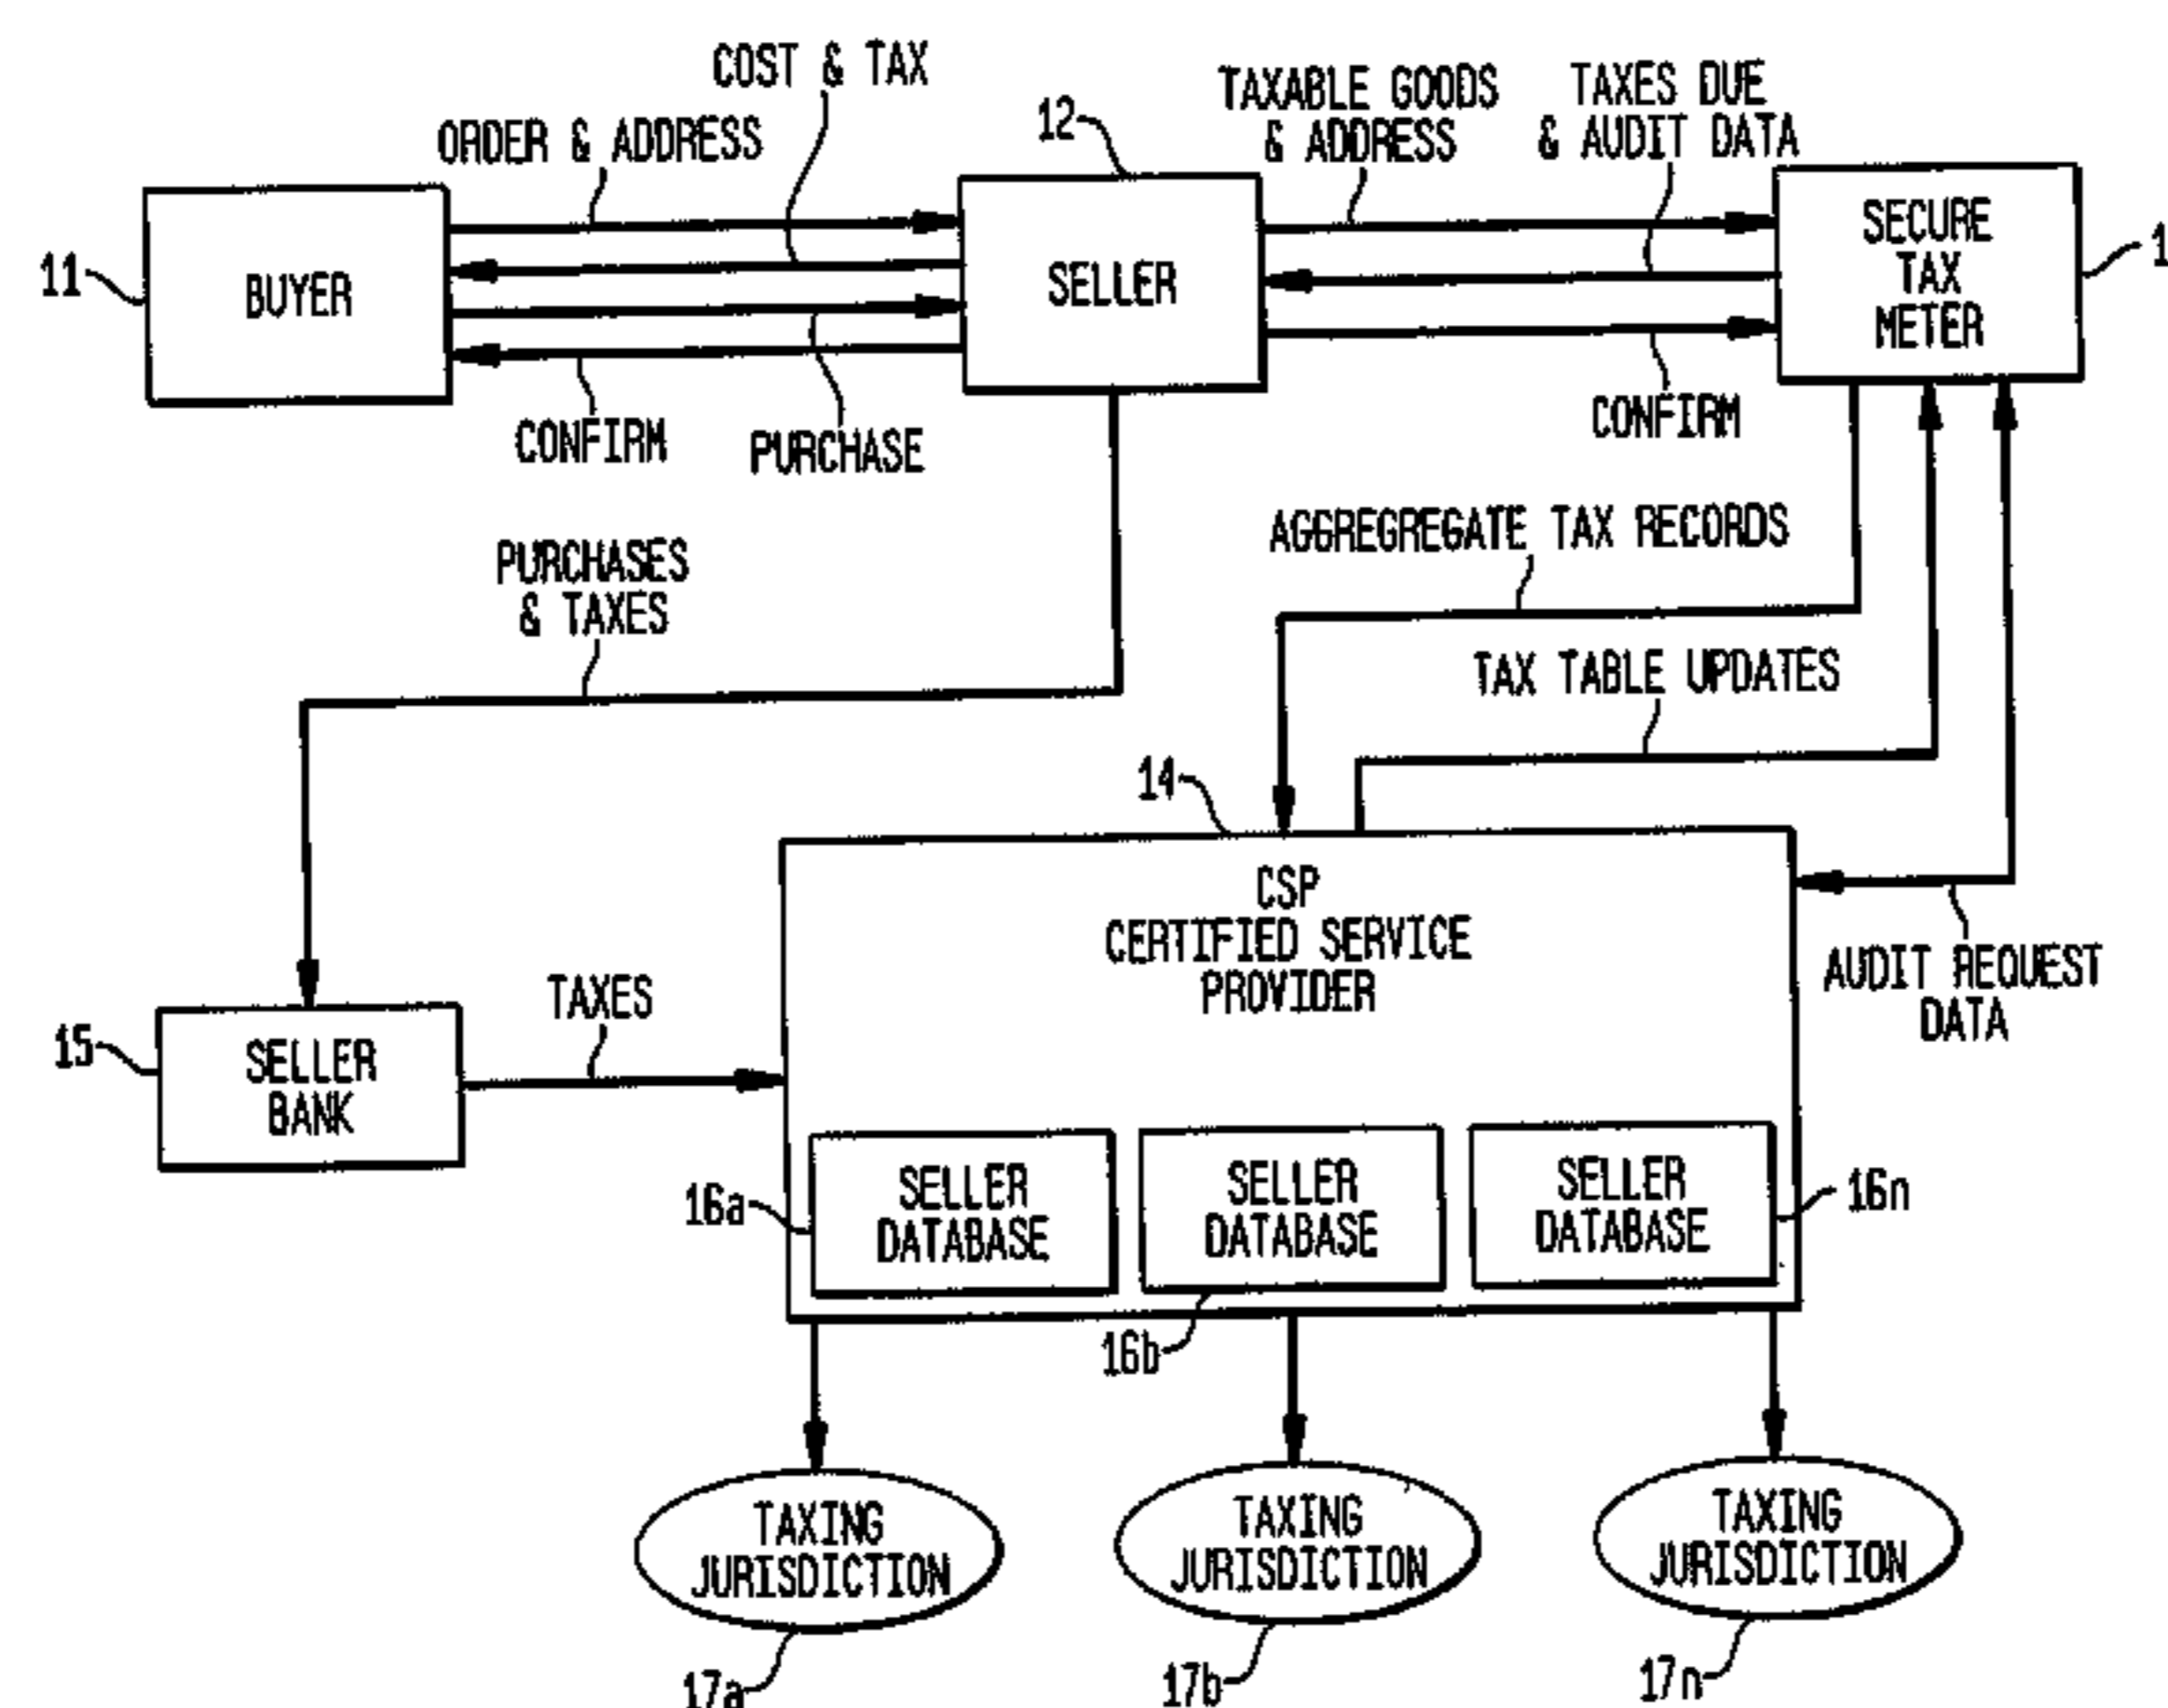 COST & TAX
ORDER & ADDRESS
12
TAXABLE GOODS
& ADDRESS
TAXES DUE
& AUDIT DATA
11
BUYER
SELLER
SECURE
TAX
METER
1
CONFIRM
PURCHASE
CONFIRM
AGGREGREGATE TAX RECORDS
PURCHASES
& TAXES
TAX TABLE UPDATES
14
CSP
CERTIFIED SERVICE
PROVIDER
AUDIT REQUEST
DATA
TAXES
15
SELLER
BANK
16a
SELLER
DATABASE
SELLER
DATABASE
SELLER
DATABASE
16n
16b
TAXING
JURISDICTION
TAXING
JURISDICTION
TAXING
JURISDICTION
17a
17b
17n